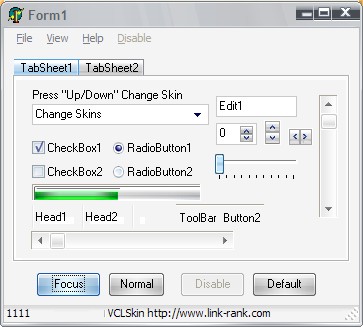 Form1
File View Help Disable
TabSheet1 TabSheet2
Press "Up/Down" Change Skin
Edit1
Change Skins
0
CheckBox1 RadioButton1
CheckBox2 RadioButton2
Head1 Head2 ToolBar Button2
Focus Normal Disable Default
1111 VCLSkin http://www.link-rank.com